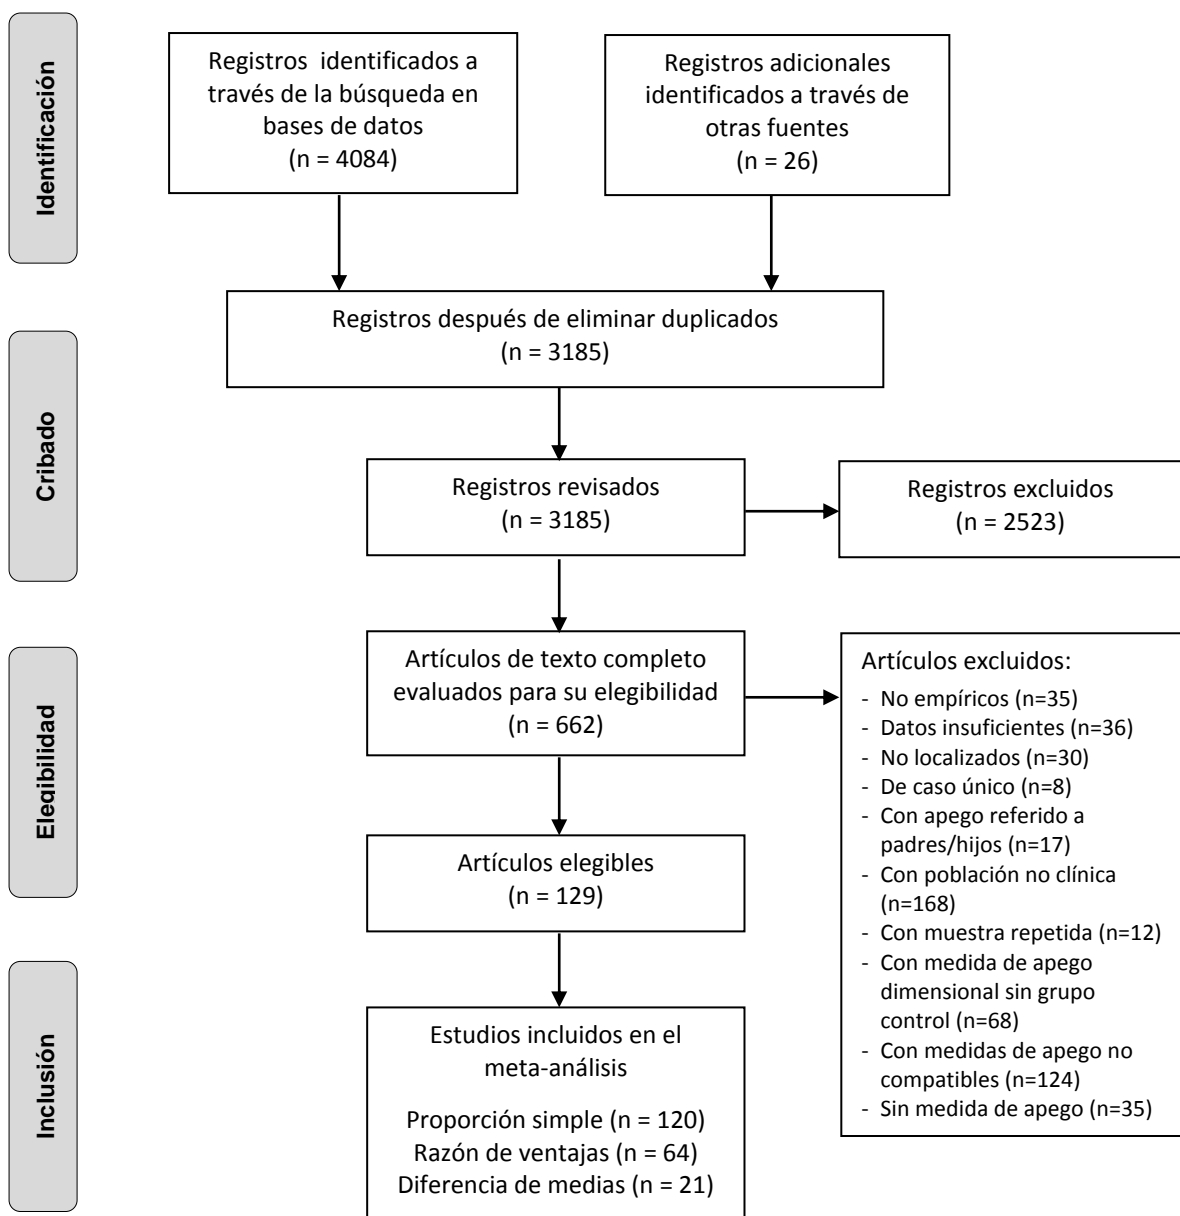 Identificación
Registros identificados a
través de la búsqueda en
bases de datos
(n = 4084)
Registros adicionales
identificados a través de
otras fuentes
(n = 26)
Registros después de eliminar duplicados
(n = 3185)
Cribado
Registros revisados
(n = 3185)
Registros excluidos
(n = 2523)
Elegibilidad
Artículos de texto completo
evaluados para su elegibilidad
(n = 662)
Artículos excluidos:
- No empíricos (n=35)
- Datos insuficientes (n=36)
- No localizados (n=30)
- De caso único (n=8)
- Con apego referido a
padres/hijos (n=17)
- Con población no clínica
(n=168)
- Con muestra repetida (n=12)
- Con medida de apego
dimensional sin grupo
control (n=68)
- Con medidas de apego no
compatibles (n=124)
- Sin medida de apego (n=35)
Artículos elegibles
(n = 129)
Inclusión
Estudios incluidos en el
meta-análisis
Proporción simple (n = 120)
Razón de ventajas (n = 64)
Diferencia de medias (n = 21)